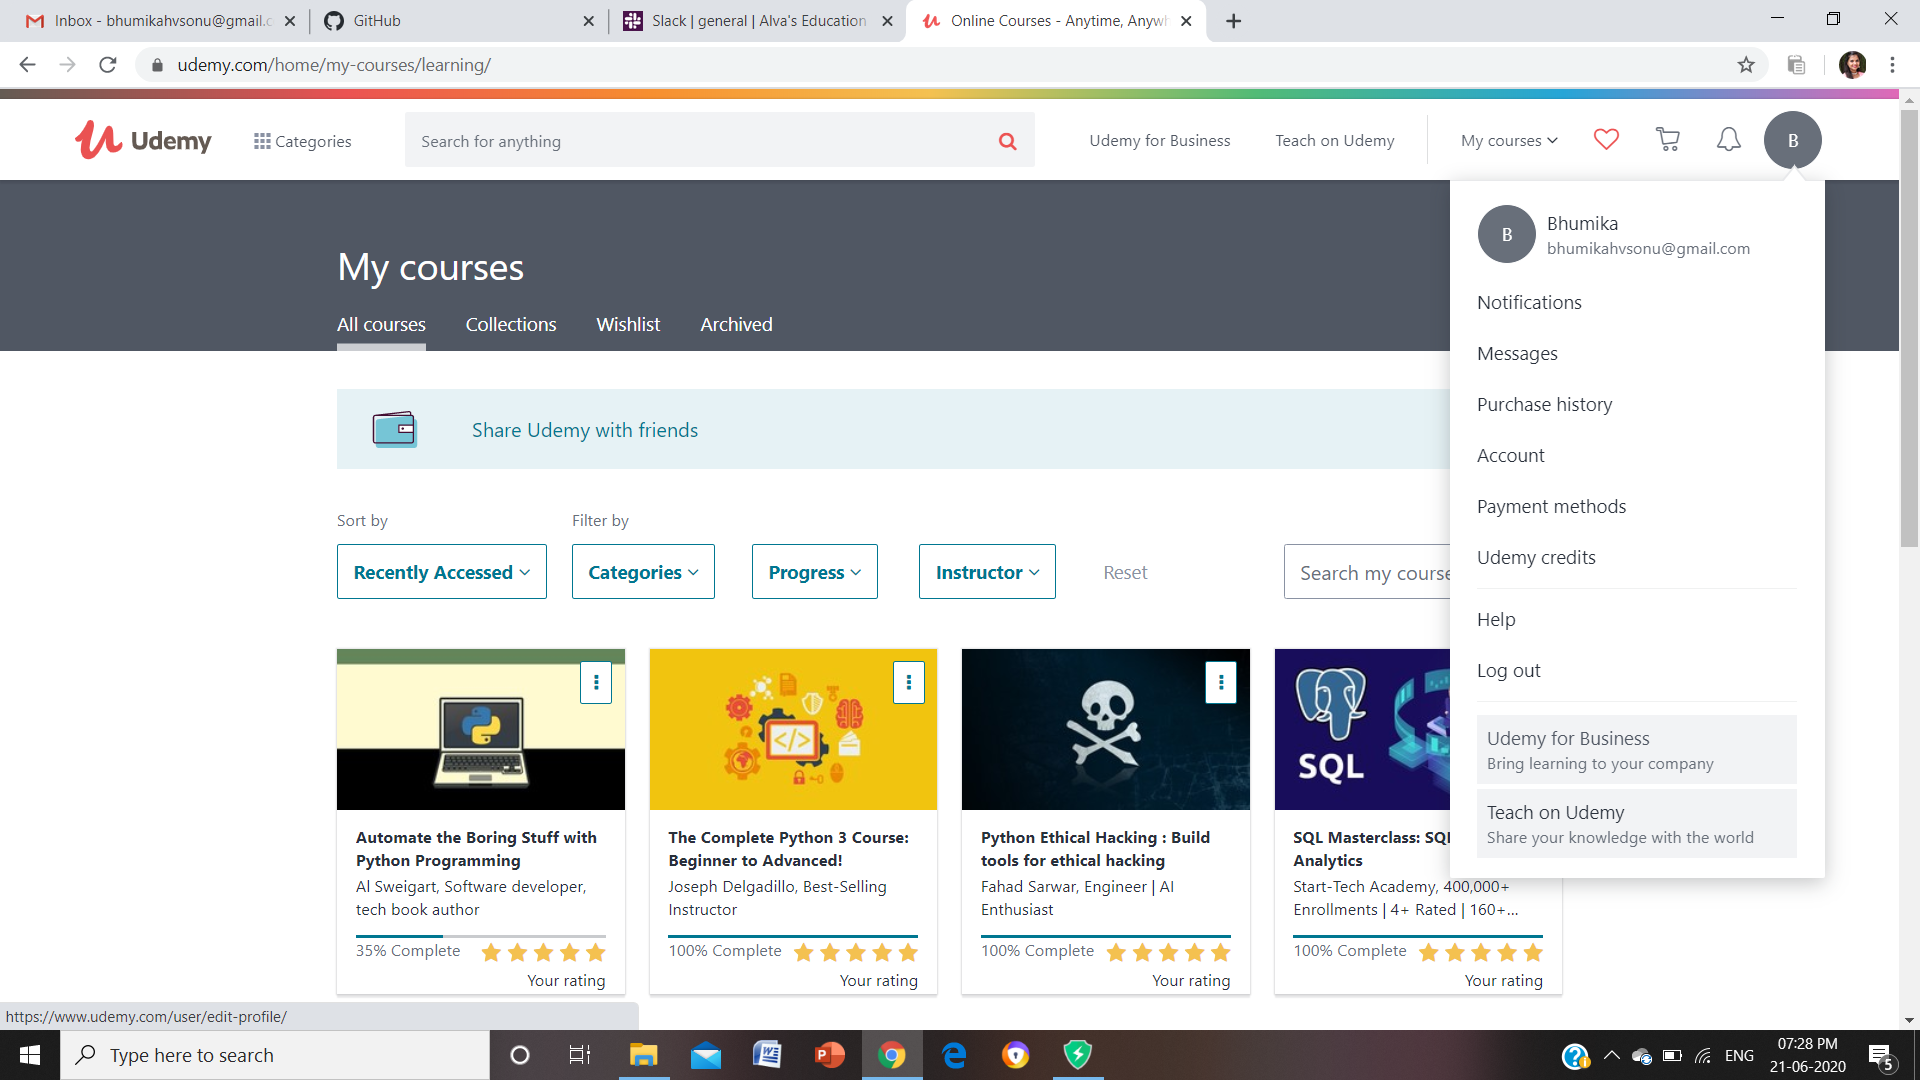 Inbox - bhumikahvsonu@gmail.c
GitHub
Slack | general | Alva's Education
Online Courses - Anytime, Anywh
udemy.com/home/my-courses/learning/
Udemy
Categories
Search for anything
Udemy for Business
Teach on Udemy
My courses
B
B
Bhumika
bhumikahvsonu@gmail.com
Notifications
Messages
Purchase history
Account
Payment methods
Udemy credits
Help
Log out
Udemy for Business
Bring learning to your company
Teach on Udemy
Share your knowledge with the world
My courses
All courses
Collections
Wishlist
Archived
Share Udemy with friends
Sort by
Filter by
Recently Accessed
Categories
Progress
Instructor
Reset
Search my course
</>
SQL
Automate the Boring Stuff with
Python Programming
Al Sweigart, Software developer,
tech book author
35% Complete
Your rating
The Complete Python 3 Course:
Beginner to Advanced!
Joseph Delgadillo, Best-Selling
Instructor
100% Complete
Your rating
Python Ethical Hacking : Build
tools for ethical hacking
Fahad Sarwar, Engineer | AI
Enthusiast
100% Complete
Your rating
SQL Masterclass: SQL
Analytics
Start-Tech Academy, 400,000+
Enrollments | 4+ Rated | 160+...
100% Complete
Your rating
https://www.udemy.com/user/edit-profile/
Type here to search
ENG
07:28 PM
21-06-2020
5